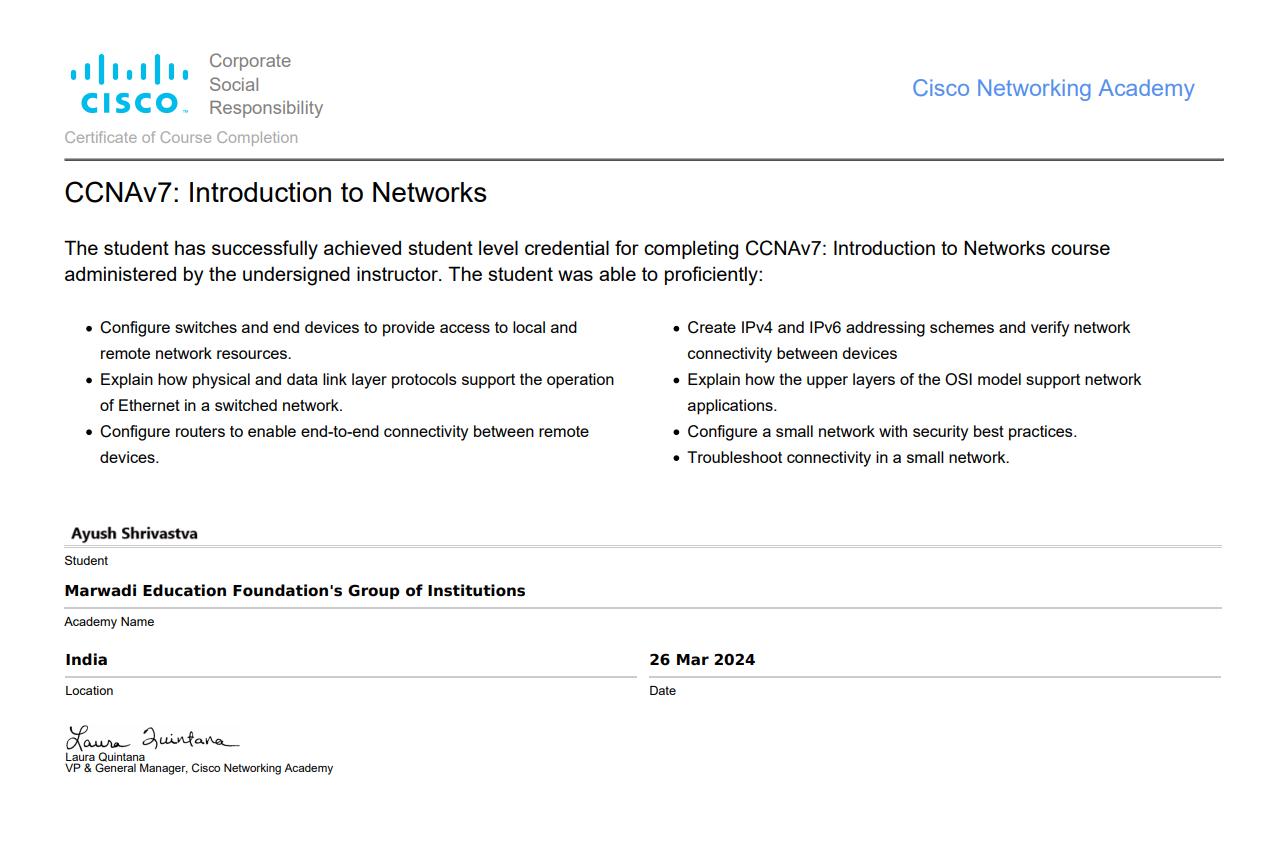 Corporate
Social
Responsibility
CISCO™
Cisco Networking Academy
Certificate of Course Completion
CCNAv7: Introduction to Networks
The student has successfully achieved student level credential for completing CCNAv7: Introduction to Networks course
administered by the undersigned instructor. The student was able to proficiently:
• Configure switches and end devices to provide access to local and
remote network resources.
• Explain how physical and data link layer protocols support the operation
of Ethernet in a switched network.
• Configure routers to enable end-to-end connectivity between remote
devices.
• Create IPv4 and IPv6 addressing schemes and verify network
connectivity between devices
• Explain how the upper layers of the OSI model support network
applications.
• Configure a small network with security best practices.
• Troubleshoot connectivity in a small network.
Ayush Shrivastva
Student
Marwadi Education Foundation's Group of Institutions
Academy Name
India
Location
26 Mar 2024
Date
Laura Quintana
Laura Quintana
VP & General Manager, Cisco Networking Academy